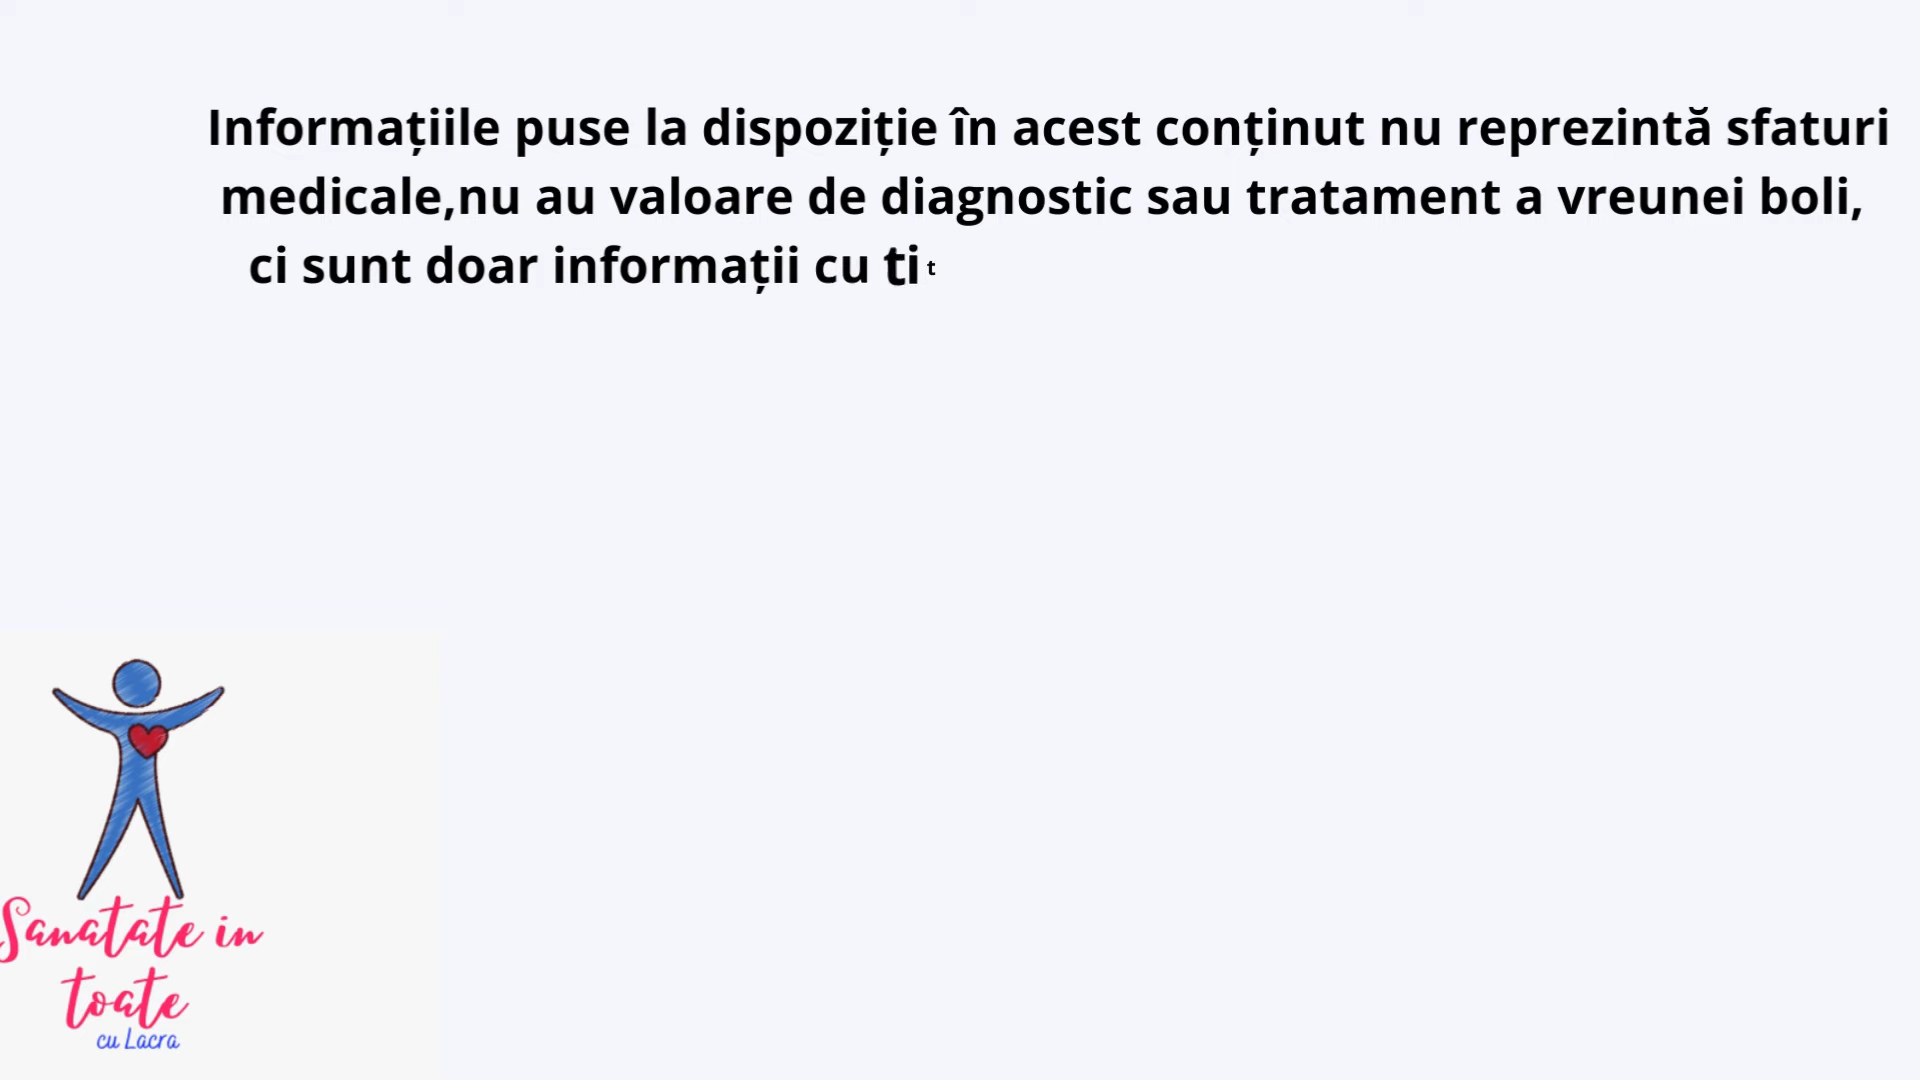 Informațiile puse la dispoziție în acest conținut nu reprezintă sfaturi
medicale,nu au valoare de diagnostic sau tratament a vreunei boli,
ci sunt doar informații cu tit
Sanatate in
toate
cu Lacra